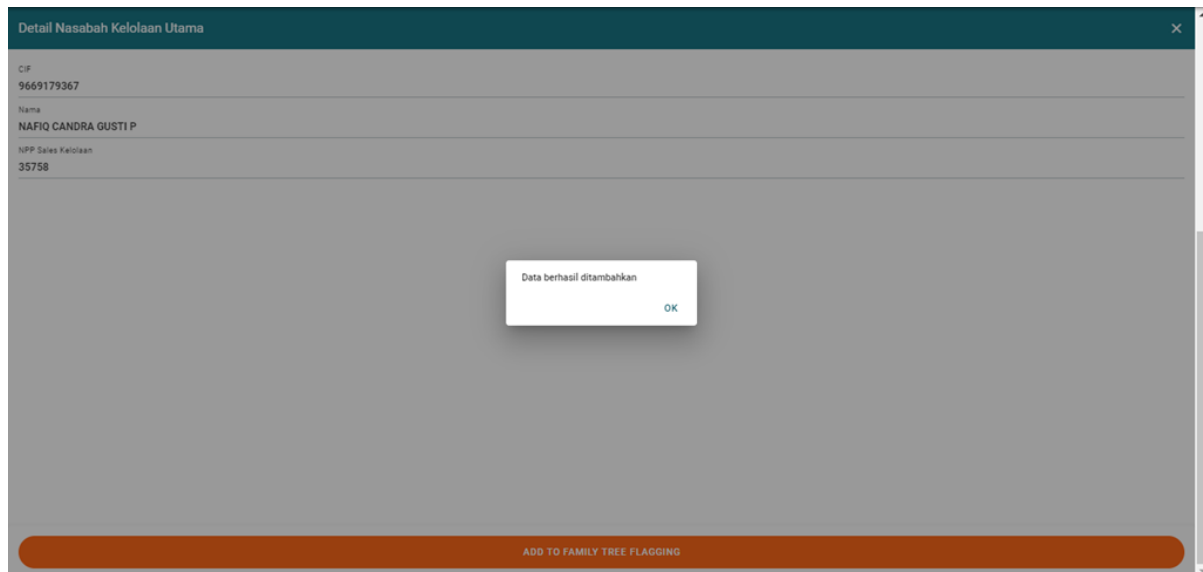 Detail Nasabah Kelolaan Utama
CIF
9669179367
Nama
NAFIQ CANDRA GUSTI P
NPP Sales Kelolaan
35758
Data berhasil ditambahkan
OK
ADD TO FAMILY TREE FLAGGING